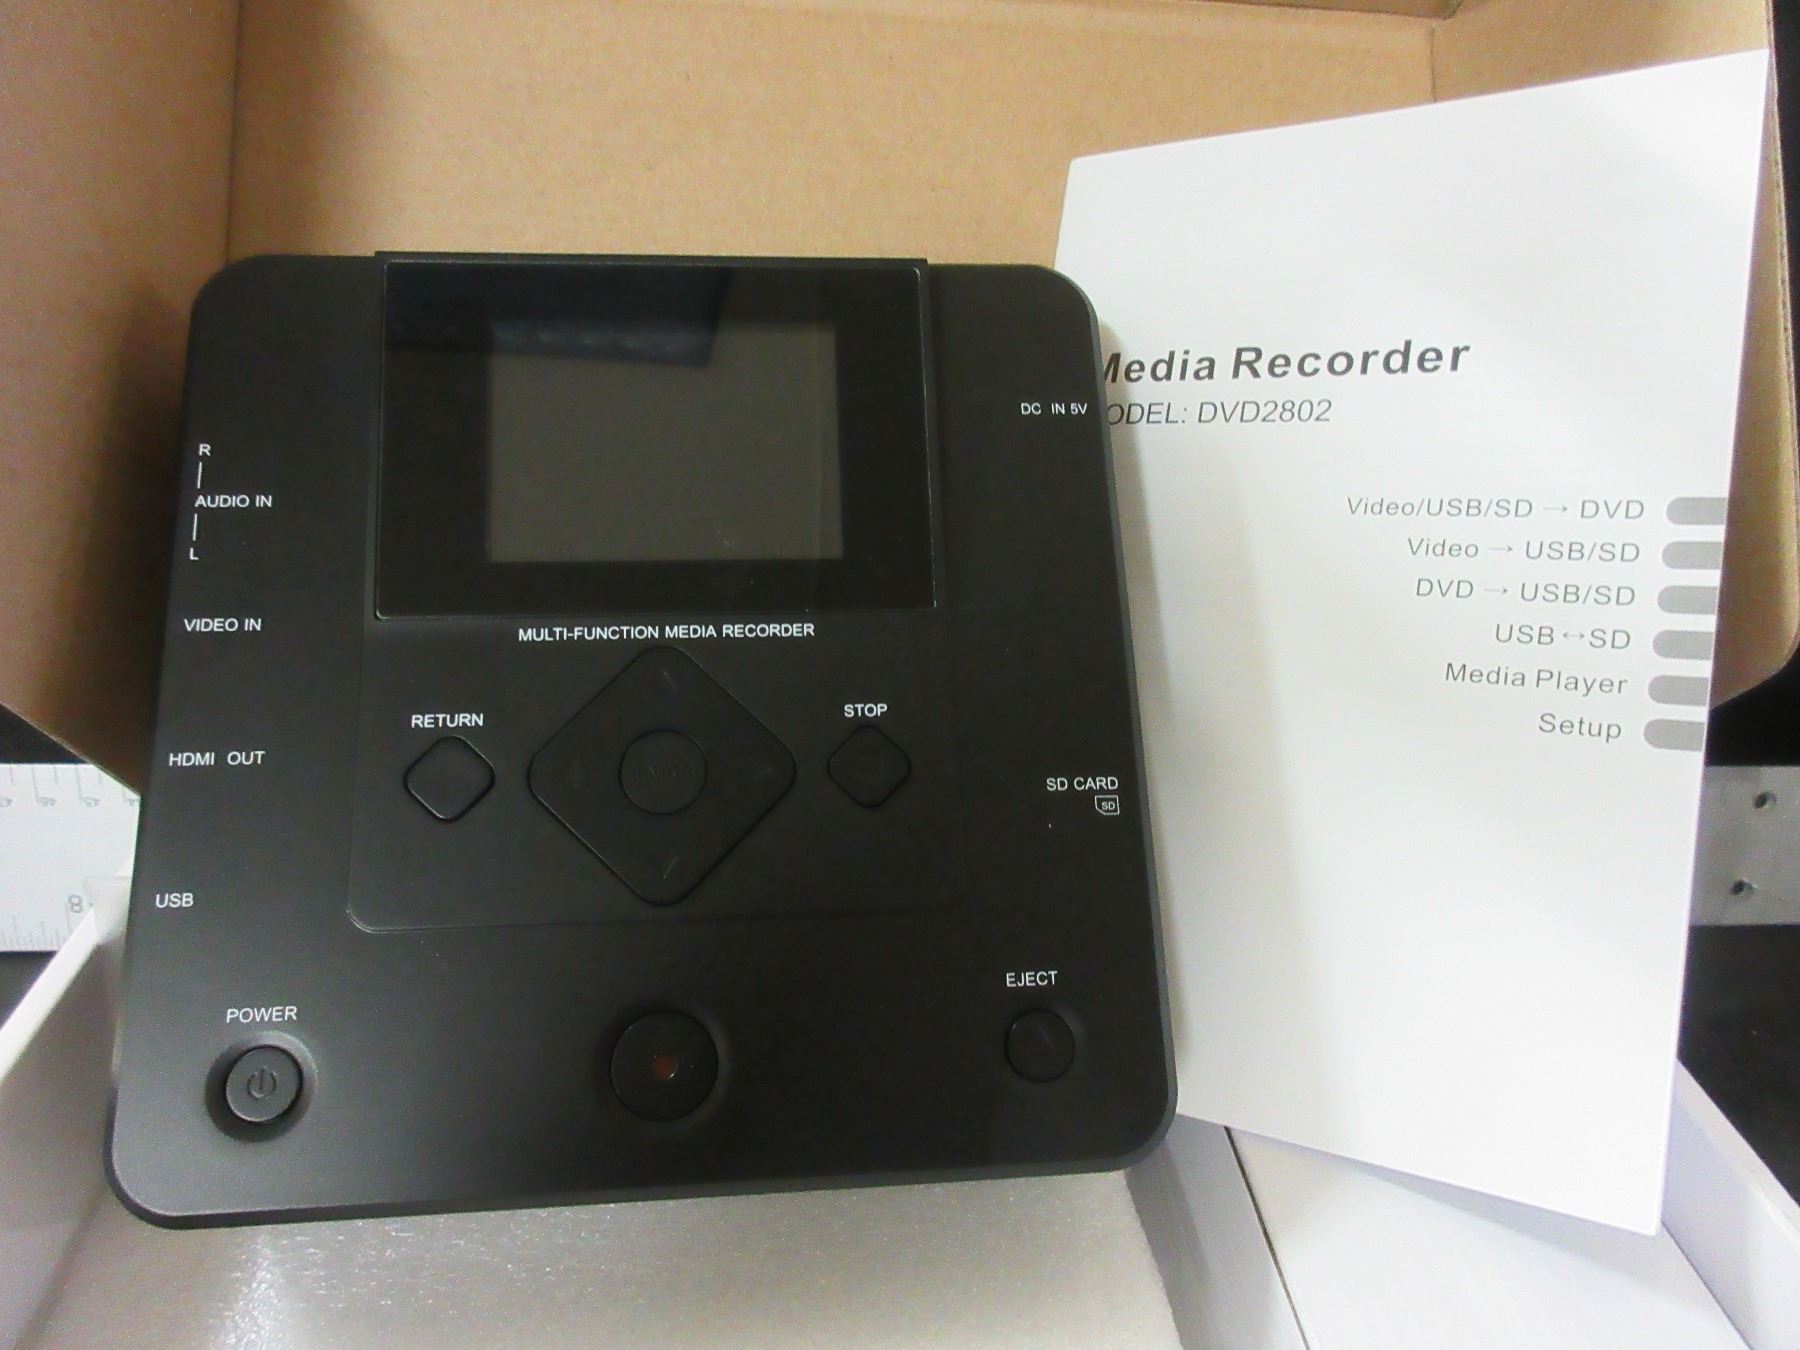 Media Recorder
MODEL: DVD2802
Video/USB/SD → DVD
Video → USB/SD
DVD → USB/SD
USB ↔ SD
Media Player
Setup
DC IN 5V
R
AUDIO IN
L
VIDEO IN
MULTI-FUNCTION MEDIA RECORDER
RETURN
STOP
HDMI OUT
SD CARD
SD
USB
EJECT
POWER
8